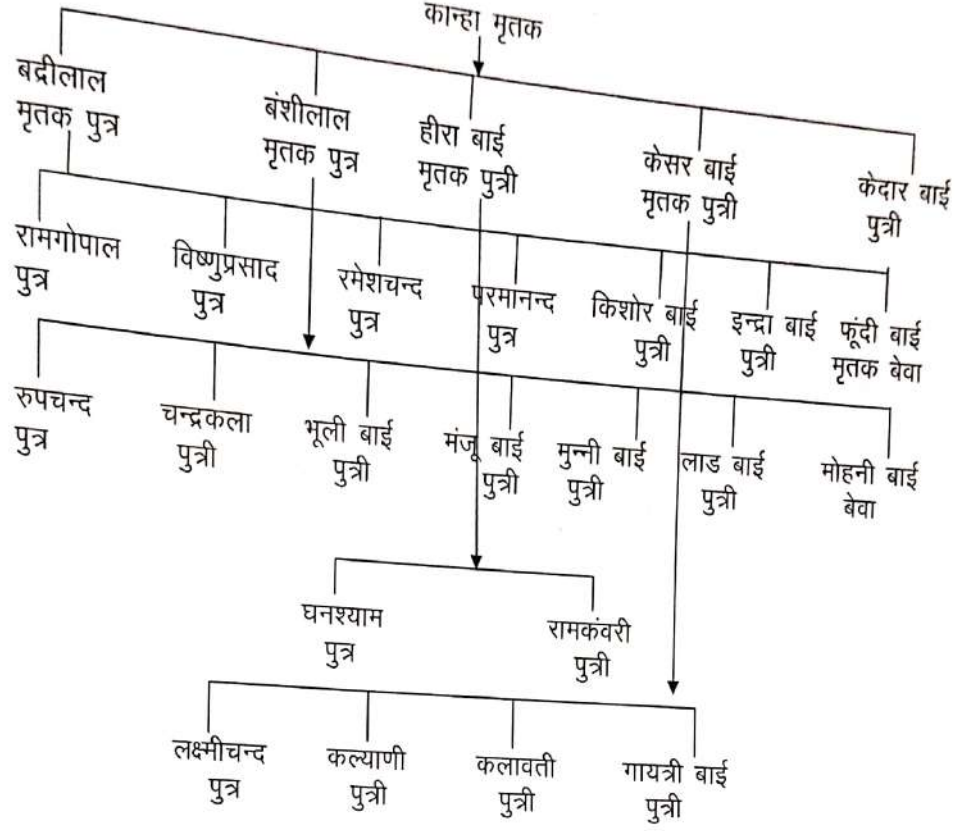 कान्हा मृतक
बद्रीलाल
मृतक पुत्र
बंशीलाल
मृतक पुत्र
हीरा बाई
मृतक पुत्री
केसर बाई
मृतक पुत्री
केदार बाई
पुत्री
रामगोपाल
पुत्र
विष्णुप्रसाद
पुत्र
रमेशचन्द
पुत्र
परमानन्द
पुत्र
किशोर बाई
पुत्री
इन्द्रा बाई
पुत्री
फूंदी बाई
मृतक बेवा
रुपचन्द
पुत्र
चन्द्रकला
पुत्री
भूली बाई
पुत्री
मंजू बाई
पुत्री
मुन्नी बाई
पुत्री
लाड बाई
पुत्री
मोहनी बाई
बेवा
घनश्याम
पुत्र
रामकंवरी
पुत्री
लक्ष्मीचन्द
पुत्र
कल्याणी
पुत्री
कलावती
पुत्री
गायत्री बाई
पुत्री